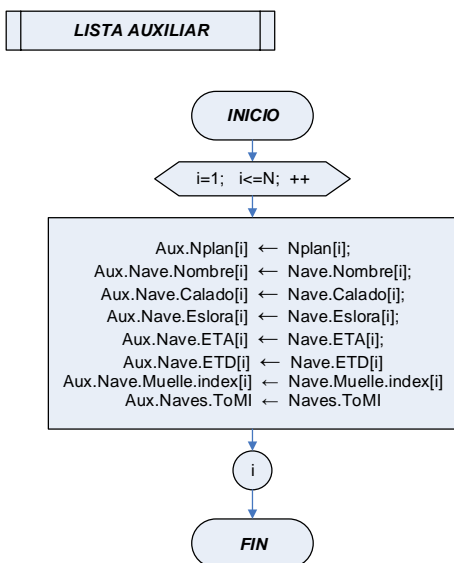 LISTA AUXILIAR
INICIO
i=1; i<=N; ++
Aux.Nplan[i] ← Nplan[i];
Aux.Nave.Nombre[i] ← Nave.Nombre[i];
Aux.Nave.Calado[i] ← Nave.Calado[i];
Aux.Nave.Eslora[i] ← Nave.Eslora[i];
Aux.Nave.ETA[i] ← Nave.ETA[i];
Aux.Nave.ETD[i] ← Nave.ETD[i]
Aux.Nave.Muelle.index[i] ← Nave.Muelle.index[i]
Aux.Naves.ToMI ← Naves.ToMI
i
FIN